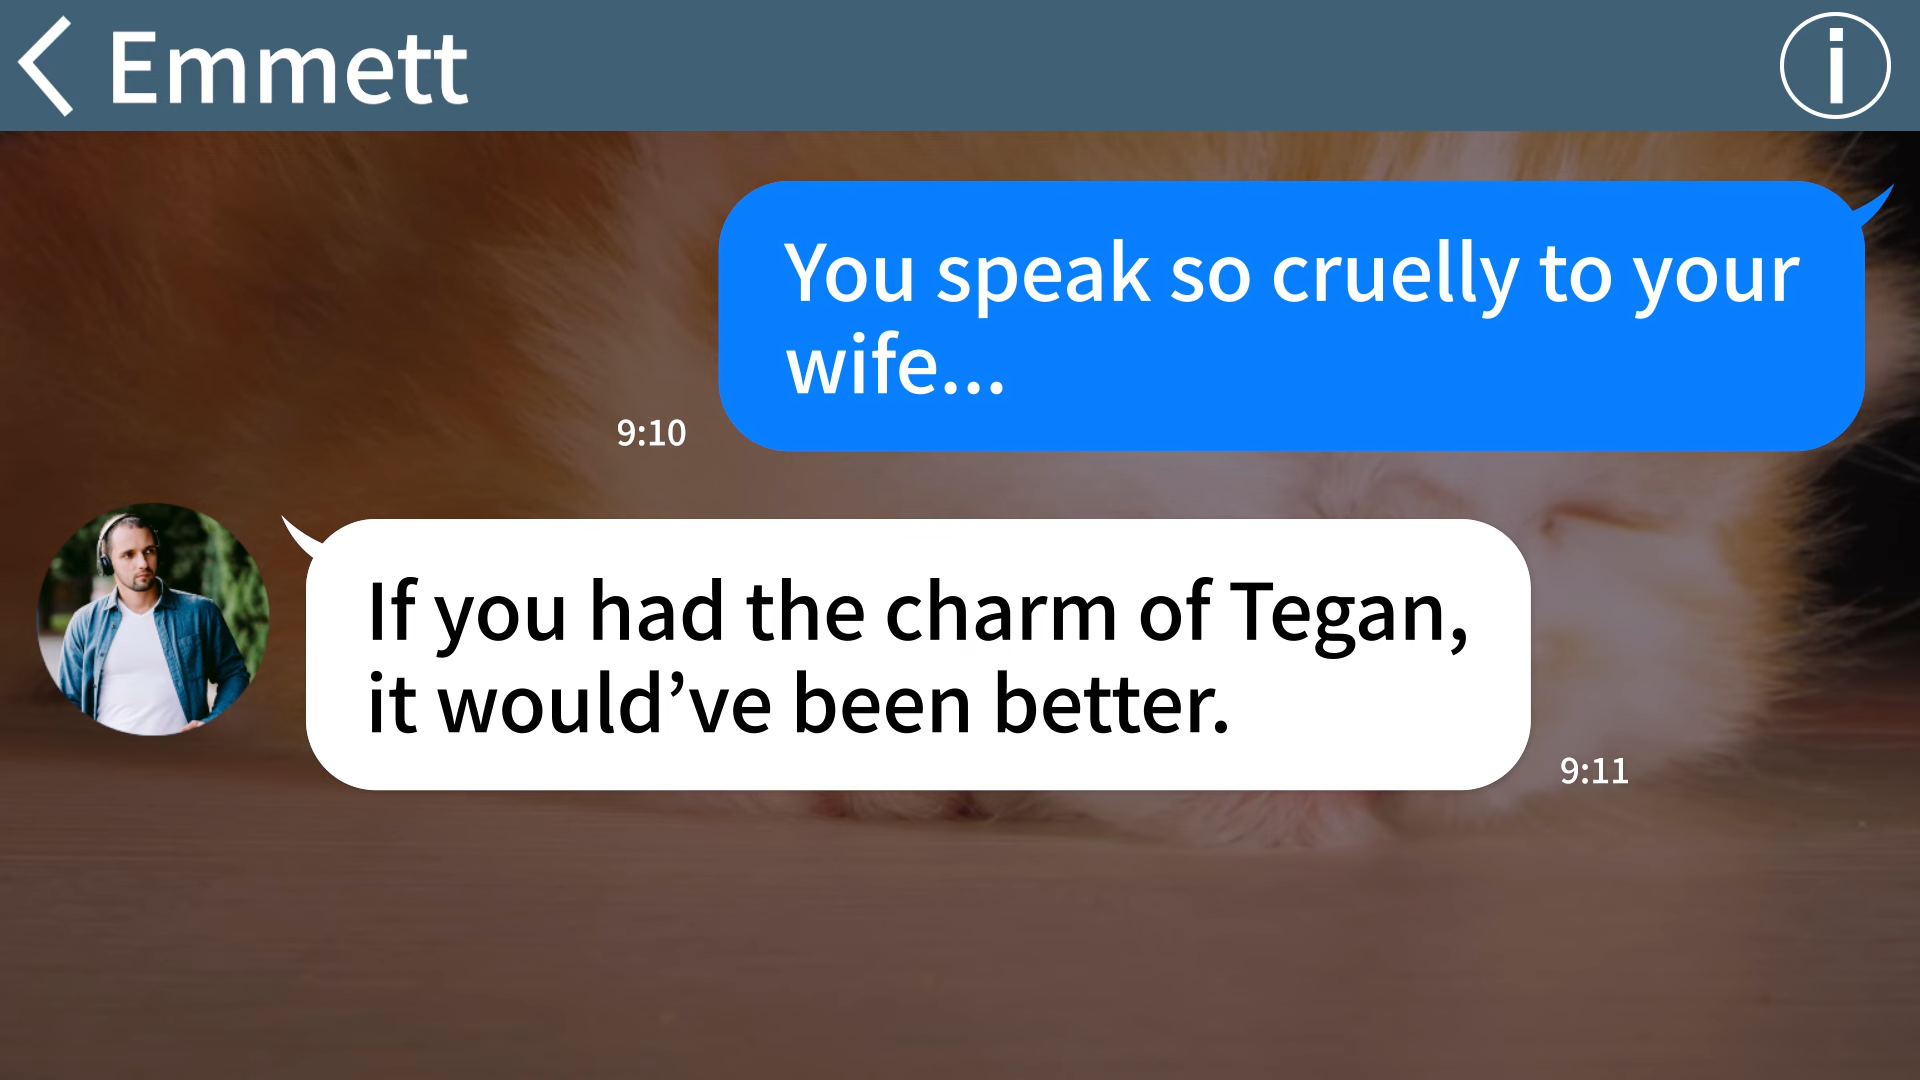 Emmett
i
You speak so cruelly to your
wife...
9:10
If you had the charm of Tegan,
it would’ve been better.
9:11